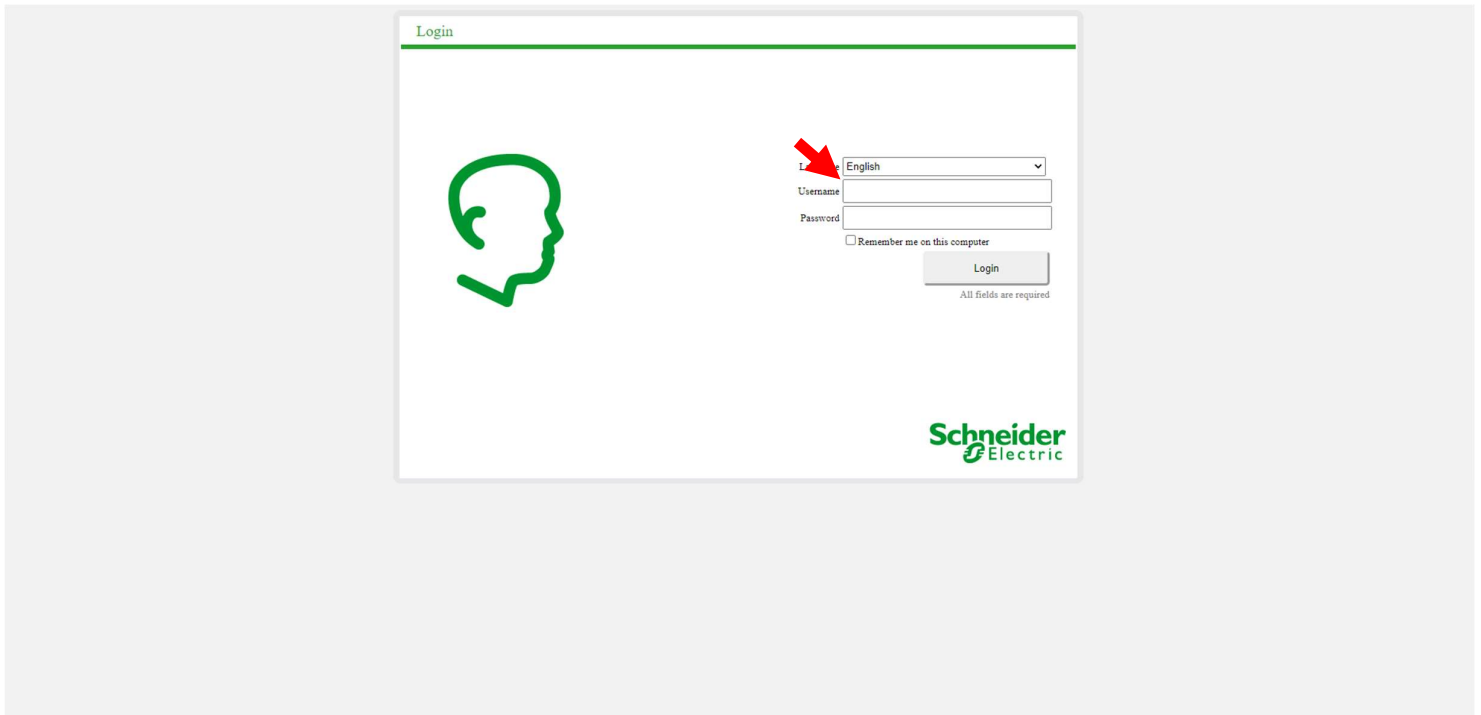 Login
English
Username
Password
Remember me on this computer
Login
All fields are required
Schneider
Electric